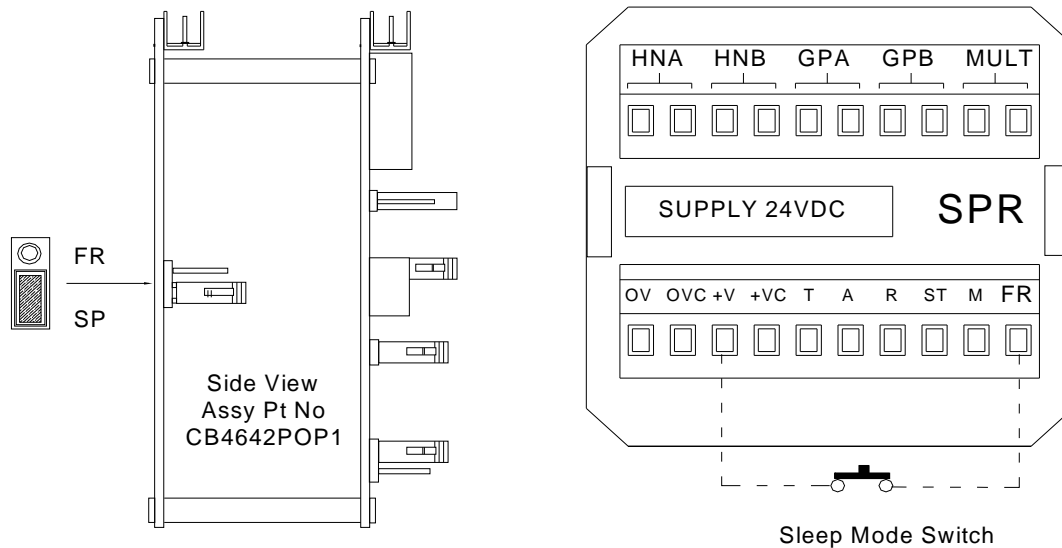 FR
SP
Side View
Assy Pt No
CB4642POP1
HNA HNB GPA GPB MULT
SUPPLY 24VDC
SPR
OV OVC +V +VC T A R ST M FR
Sleep Mode Switch